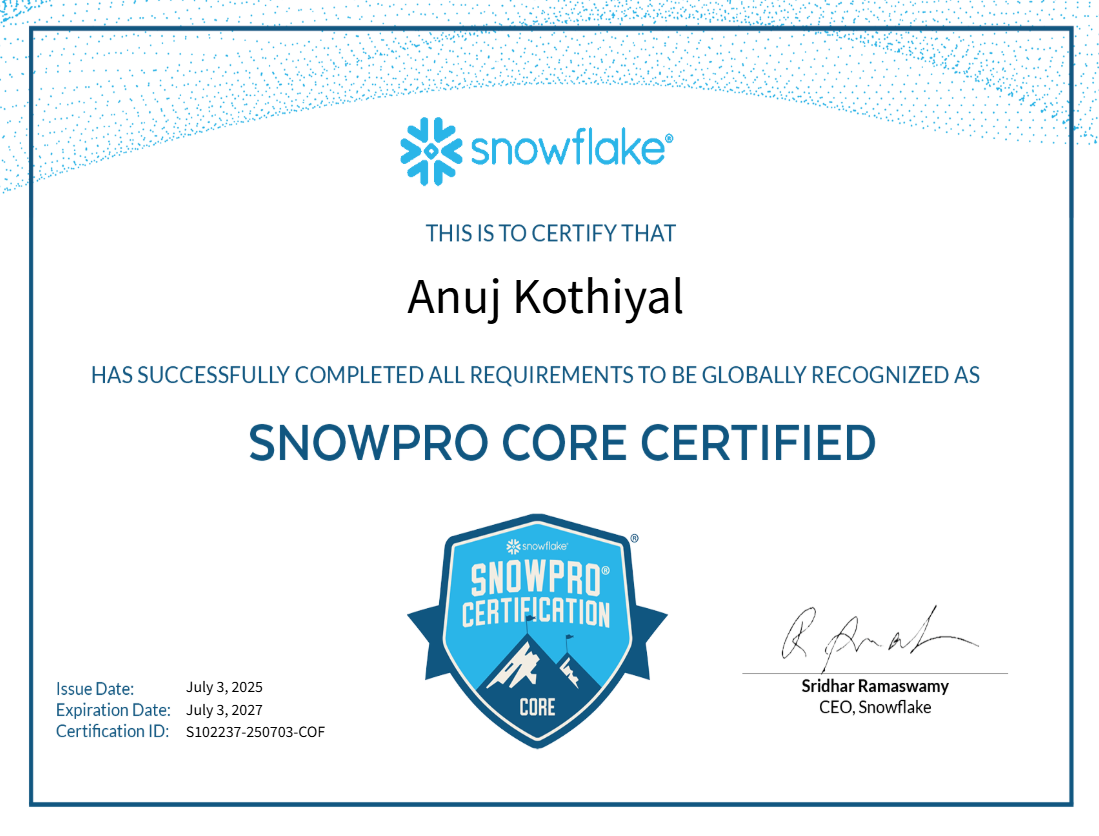 snowflake®
THIS IS TO CERTIFY THAT
Anuj Kothiyal
HAS SUCCESSFULLY COMPLETED ALL REQUIREMENTS TO BE GLOBALLY RECOGNIZED AS
SNOWPRO CORE CERTIFIED
snowflake®
®
SNOWPRO®
CERTIFICATION
CORE
Issue Date: July 3, 2025
Expiration Date: July 3, 2027
Certification ID: S102237-250703-COF
Sridhar Ramaswamy
CEO, Snowflake